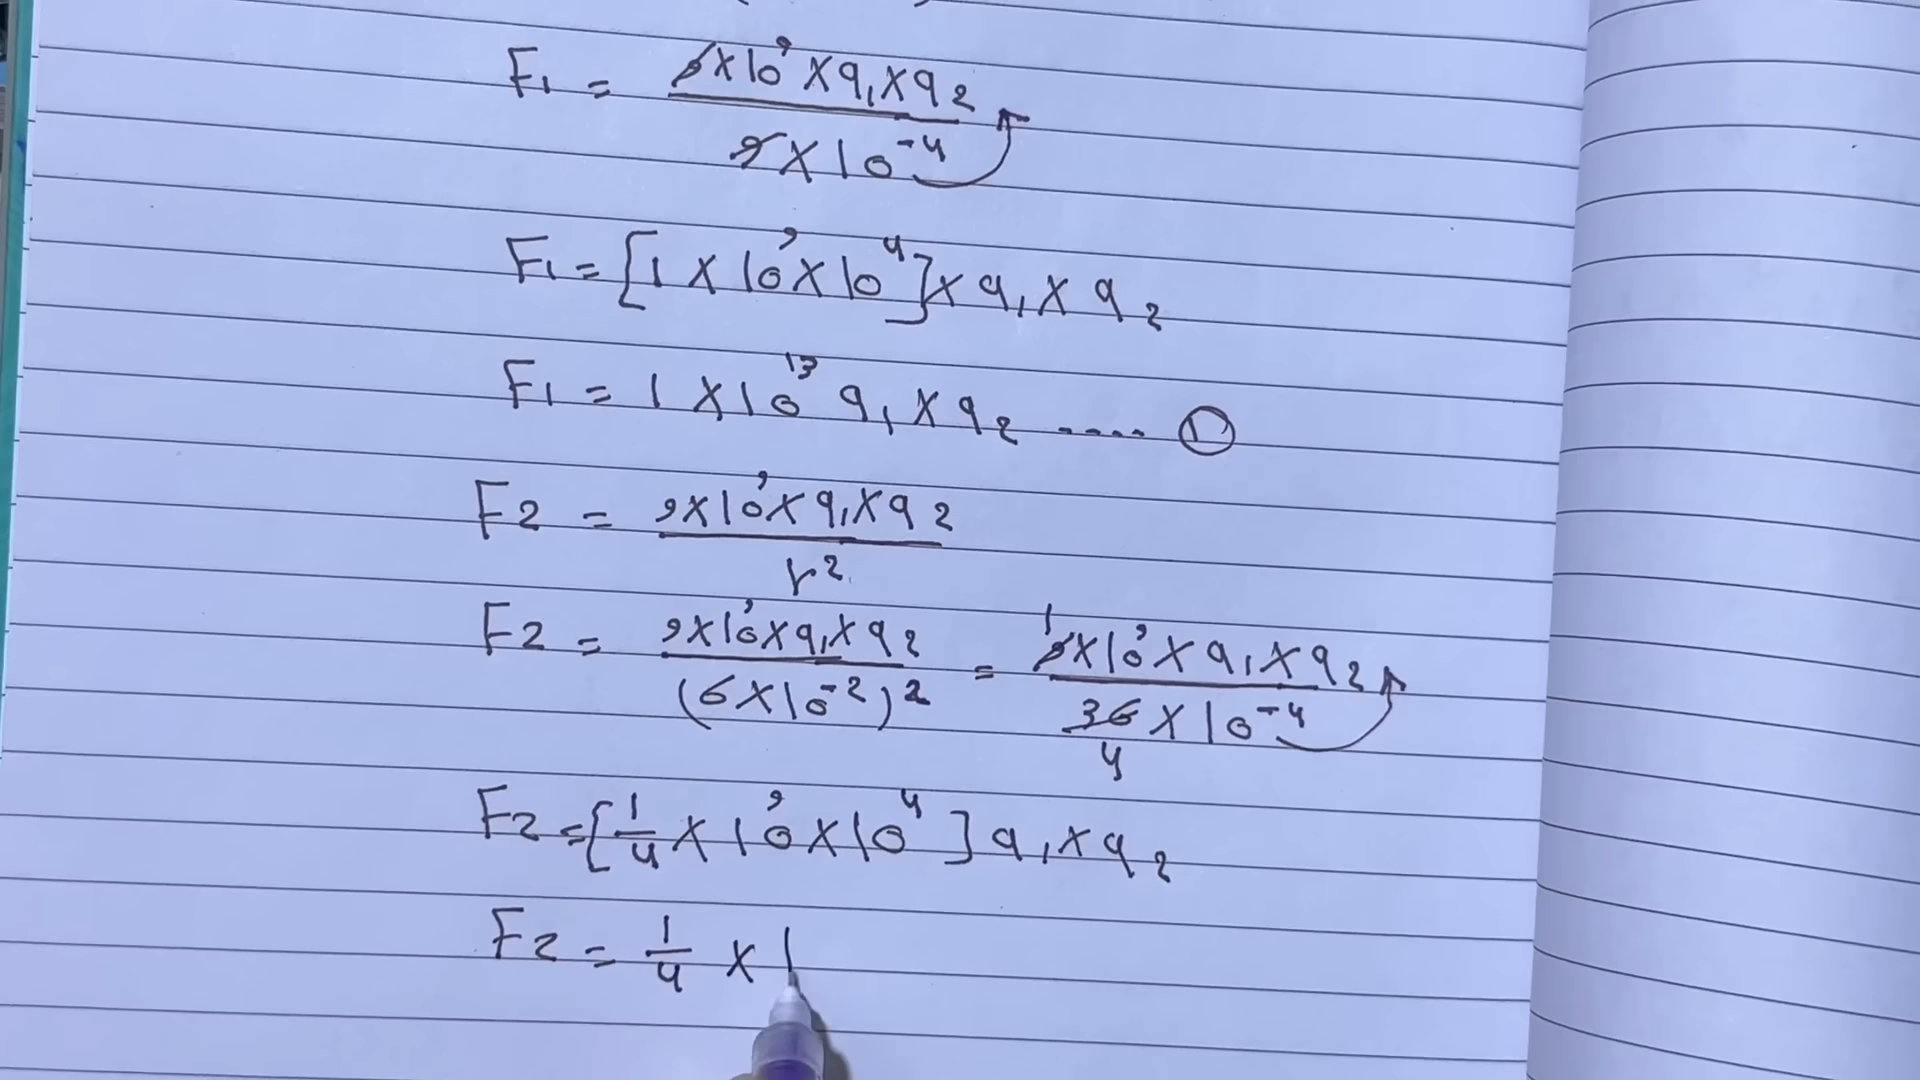 F1 = 9×10⁹×q₁×q₂ / 9×10⁻⁴
F1 = [1×10⁹×10⁴]×q₁×q₂
F1 = 1×10¹³ q₁×q₂ ---- ①
F2 = 9×10⁹×q₁×q₂ / r²
F2 = 9×10⁹×q₁×q₂ / (6×10⁻²)² = 9×10⁹×q₁×q₂ / 36×10⁻⁴
1
4
F2 = [1/4 ×10⁹×10⁴] q₁×q₂
F2 = 1/4 × 1